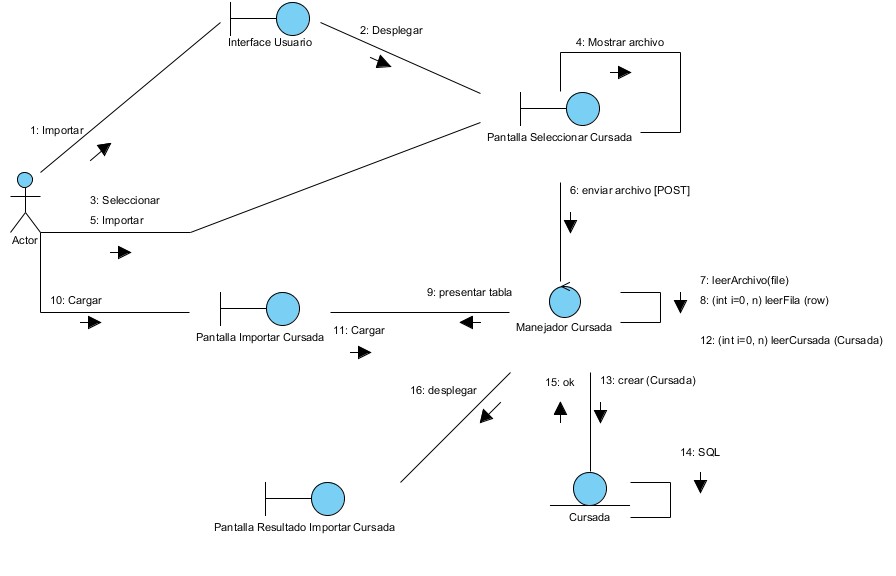 Interface Usuario
2: Desplegar
4: Mostrar archivo
Pantalla Seleccionar Cursada
1: Importar
Actor
3: Seleccionar
5: Importar
6: enviar archivo [POST]
10: Cargar
Pantalla Importar Cursada
9: presentar tabla
11: Cargar
Manejador Cursada
7: leerArchivo(file)
8: (int i=0, n) leerFila (row)
12: (int i=0, n) leerCursada (Cursada)
16: desplegar
15: ok
13: crear (Cursada)
14: SQL
Pantalla Resultado Importar Cursada
Cursada